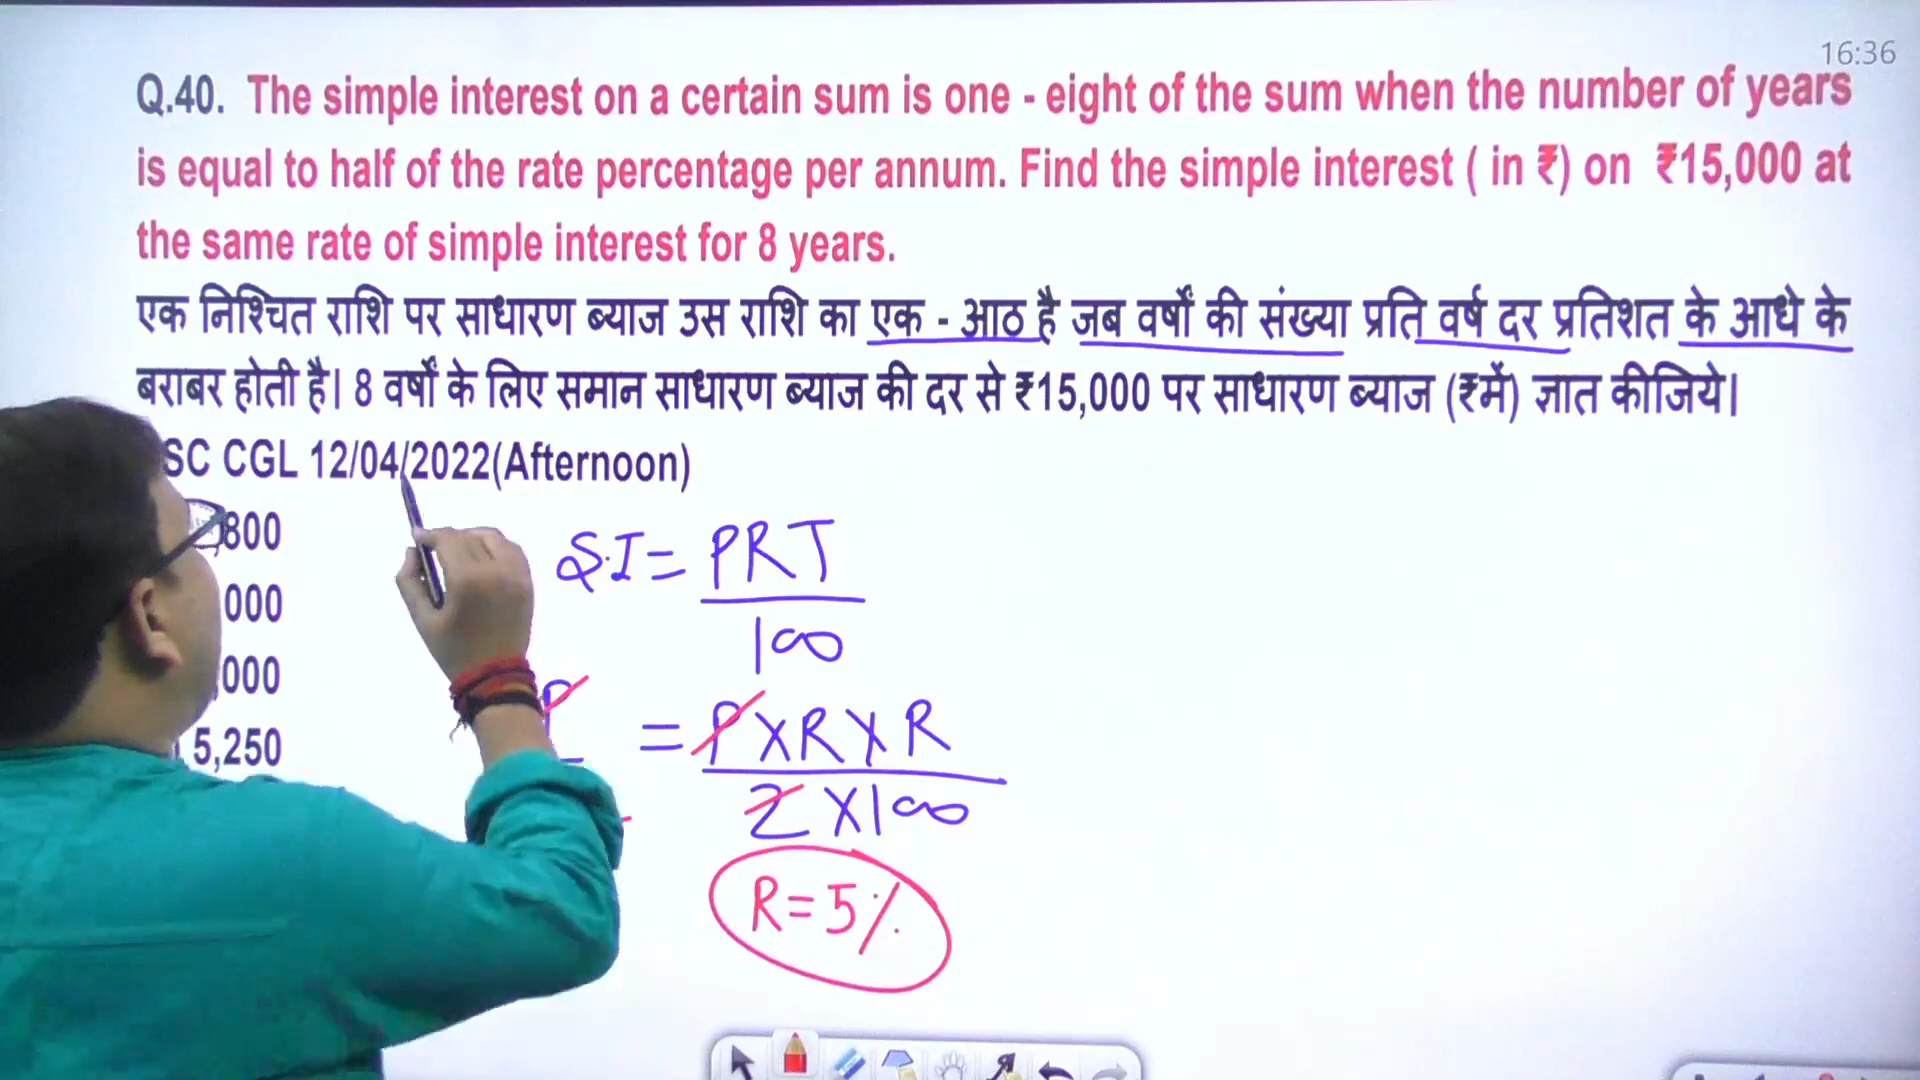 16:36
Q.40. The simple interest on a certain sum is one - eight of the sum when the number of years
is equal to half of the rate percentage per annum. Find the simple interest ( in ₹) on ₹15,000 at
the same rate of simple interest for 8 years.
एक निश्चित राशि पर साधारण ब्याज उस राशि का एक - आठ है जब वर्षों की संख्या प्रति वर्ष दर प्रतिशत के आधे के
बराबर होती है। 8 वर्षों के लिए समान साधारण ब्याज की दर से ₹15,000 पर साधारण ब्याज (₹में) ज्ञात कीजिये।
SC CGL 12/04/2022(Afternoon)
,800
000
,000
5,250
S.I = PRT
100
P = P X R X R
2 X 100
R = 5%